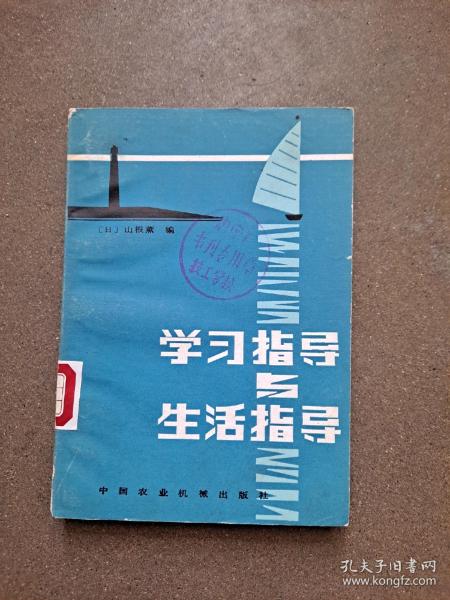 〔日〕山根薰 编
学习指导
与
生活指导
中国农业机械出版社
孔夫子旧书网
www.kongfz.com